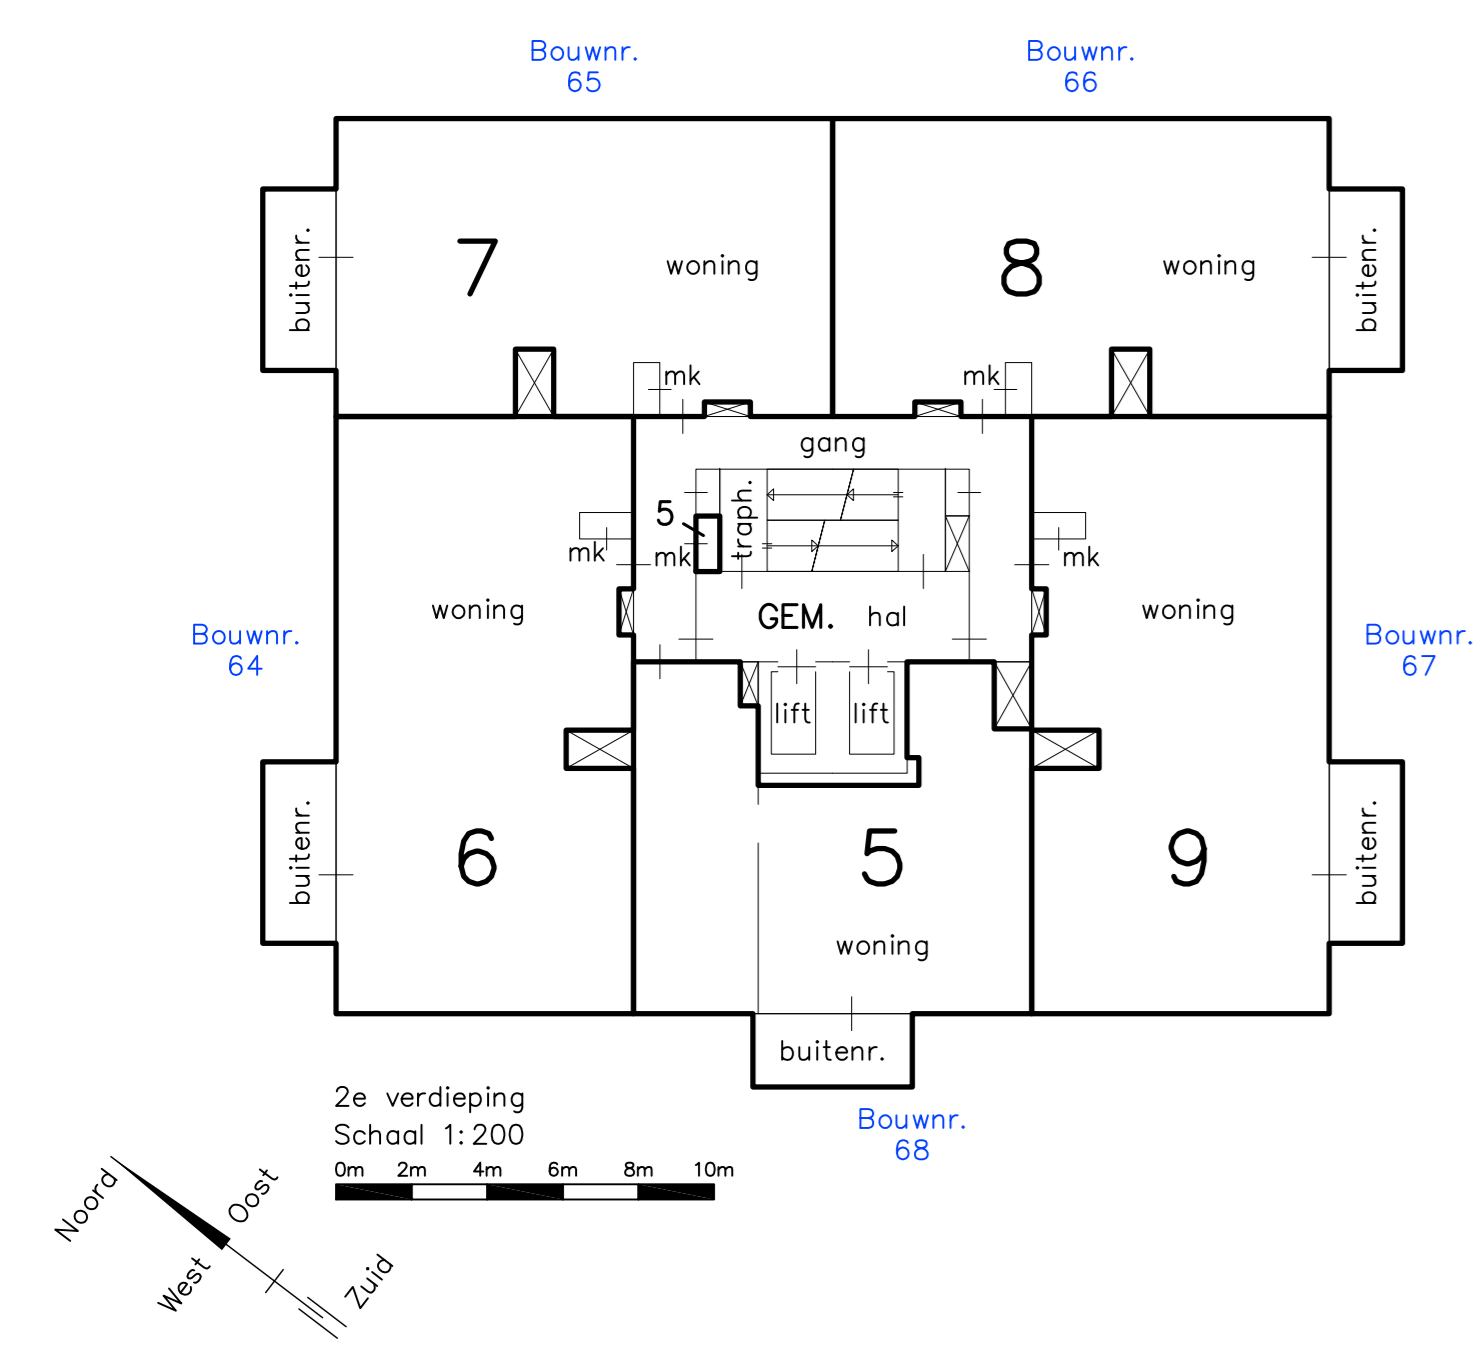 Bouwnr.
65
Bouwnr.
66
buitenr.
7
woning
8
woning
buitenr.
mk
mk
gang
5
traph.
mk
mk
mk
woning
GEM. hal
woning
Bouwnr.
64
Bouwnr.
67
lift
lift
buitenr.
6
5
9
buitenr.
woning
buitenr.
2e verdieping
Schaal 1:200
Bouwnr.
68
0m 2m 4m 6m 8m 10m
Noord
Oost
West
Zuid